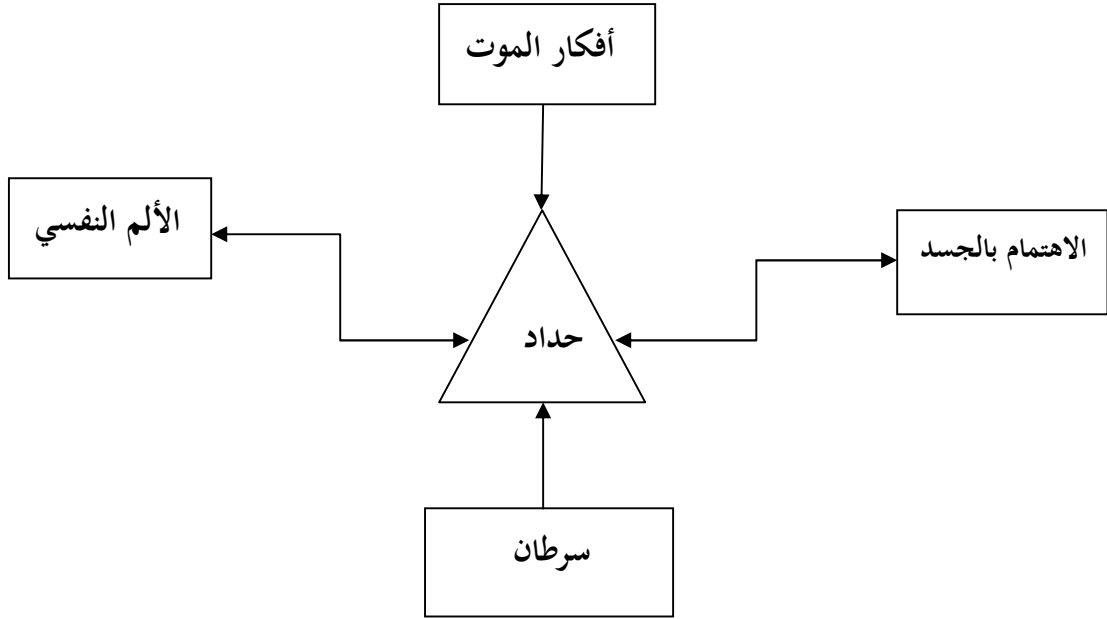 أفكار الموت
الألم النفسي
الاهتمام بالجسد
حداد
سرطان